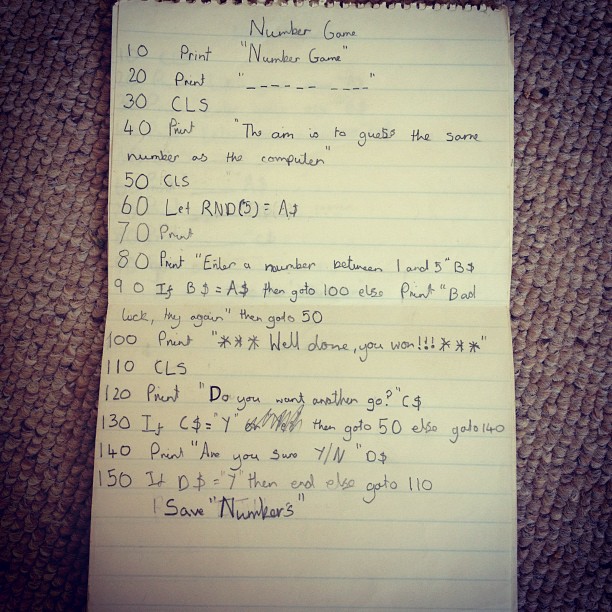 Number Game
10 Print "Number Game"
20 Print "_ _ _ _ _ _ _ _ _ _"
30 CLS
40 Print "The aim is to guess the same
number as the computer"
50 CLS
60 Let RND(5) = A$
70 Print
80 Print "Enter a number between 1 and 5" B$
90 If B$ = A$ then goto 100 else Print "Bad
luck, try again" then goto 50
100 Print "*** Well done, you won!!! ***"
110 CLS
120 Print "Do you want another go?" C$
130 If C$ = "Y" then goto 50 else goto 140
140 Print "Are you sure Y/N" D$
150 If D$ = "Y" then end else goto 110
Save "Numbers"